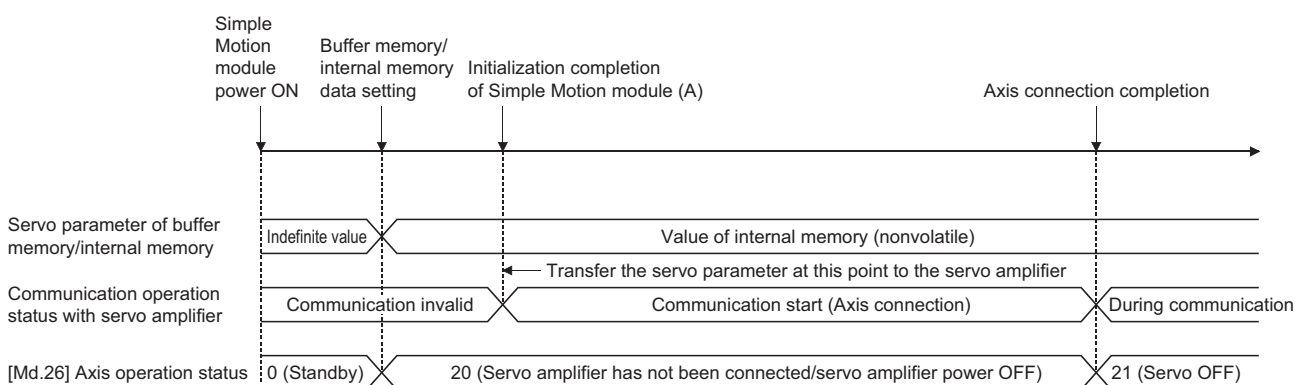 Simple
Motion
module
power ON
Buffer memory/
internal memory
data setting
Initialization completion
of Simple Motion module (A)
Axis connection completion
Servo parameter of buffer
memory/internal memory
Indefinite value
Value of internal memory (nonvolatile)
Transfer the servo parameter at this point to the servo amplifier
Communication operation
status with servo amplifier
Communication invalid
Communication start (Axis connection)
During communication
[Md.26] Axis operation status
0 (Standby)
20 (Servo amplifier has not been connected/servo amplifier power OFF)
21 (Servo OFF)